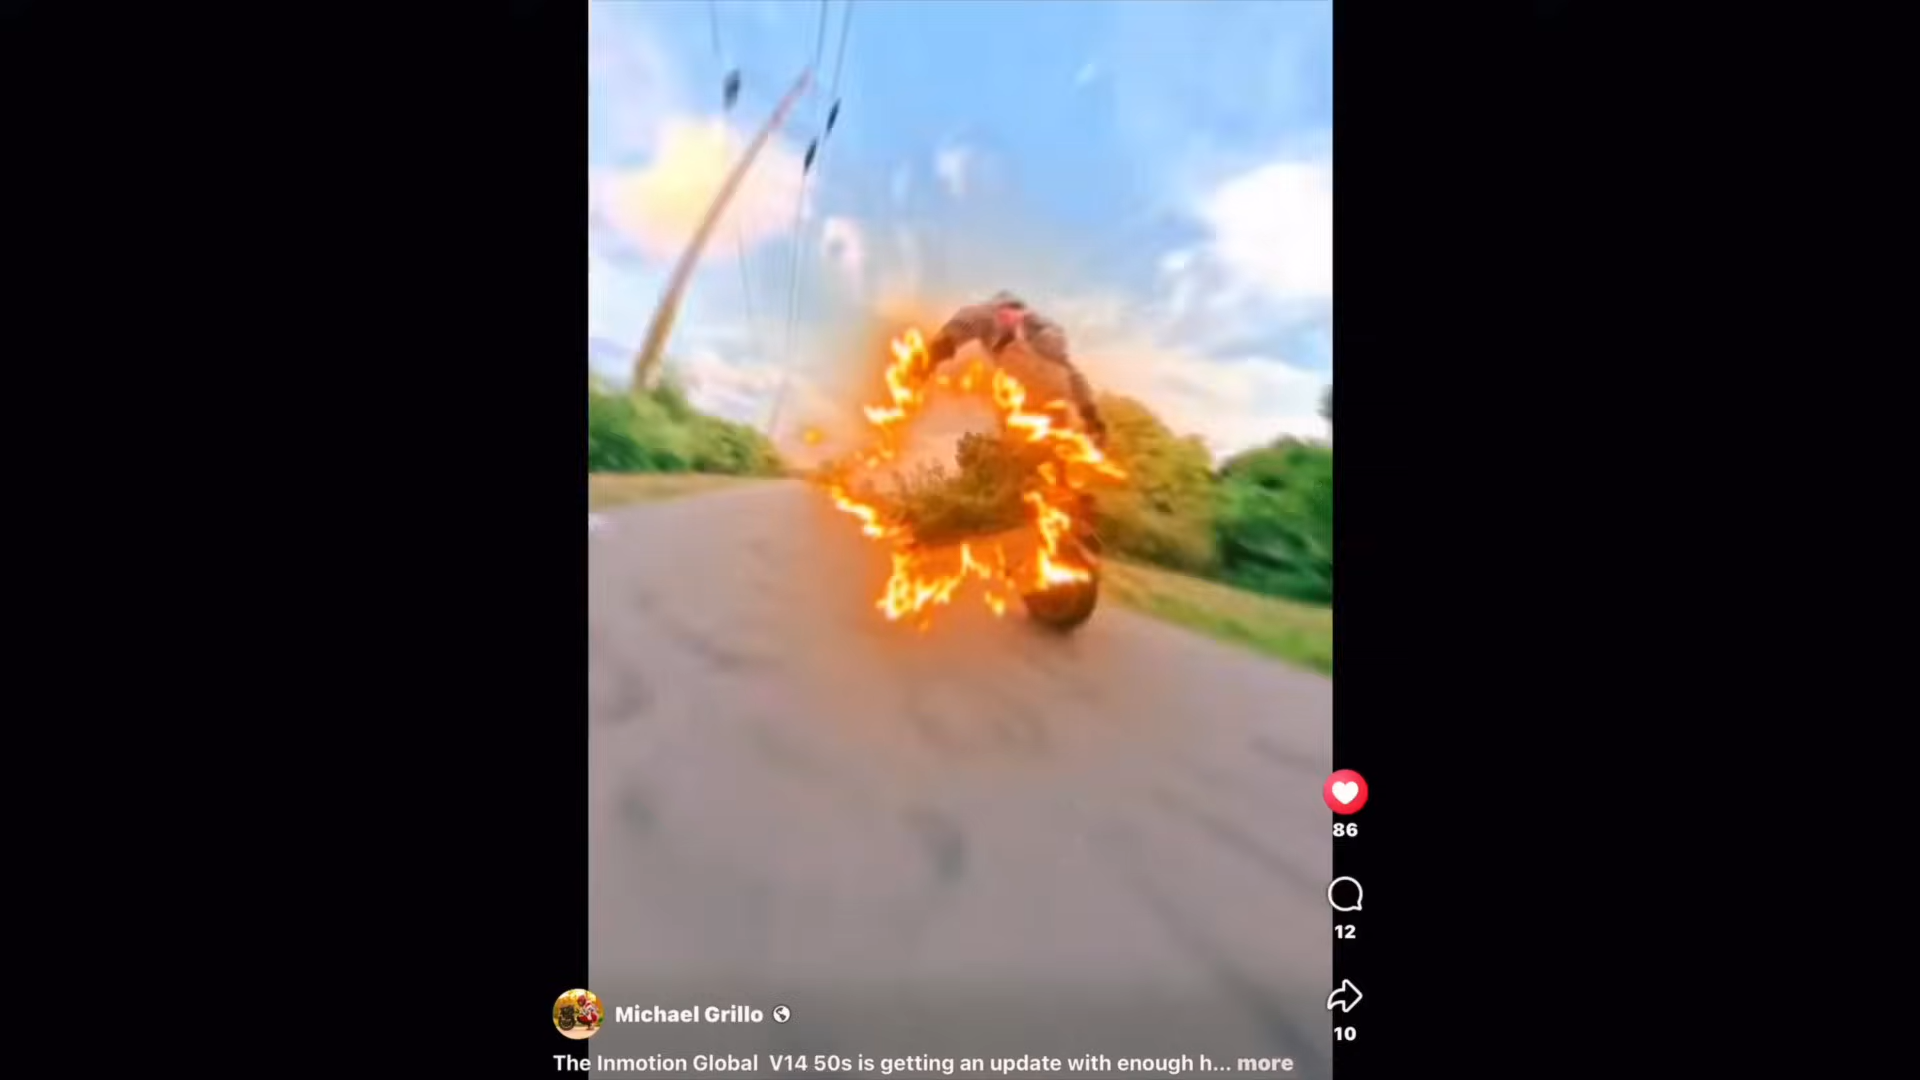 86
12
10
Michael Grillo
The Inmotion Global V14 50s is getting an update with enough h... more